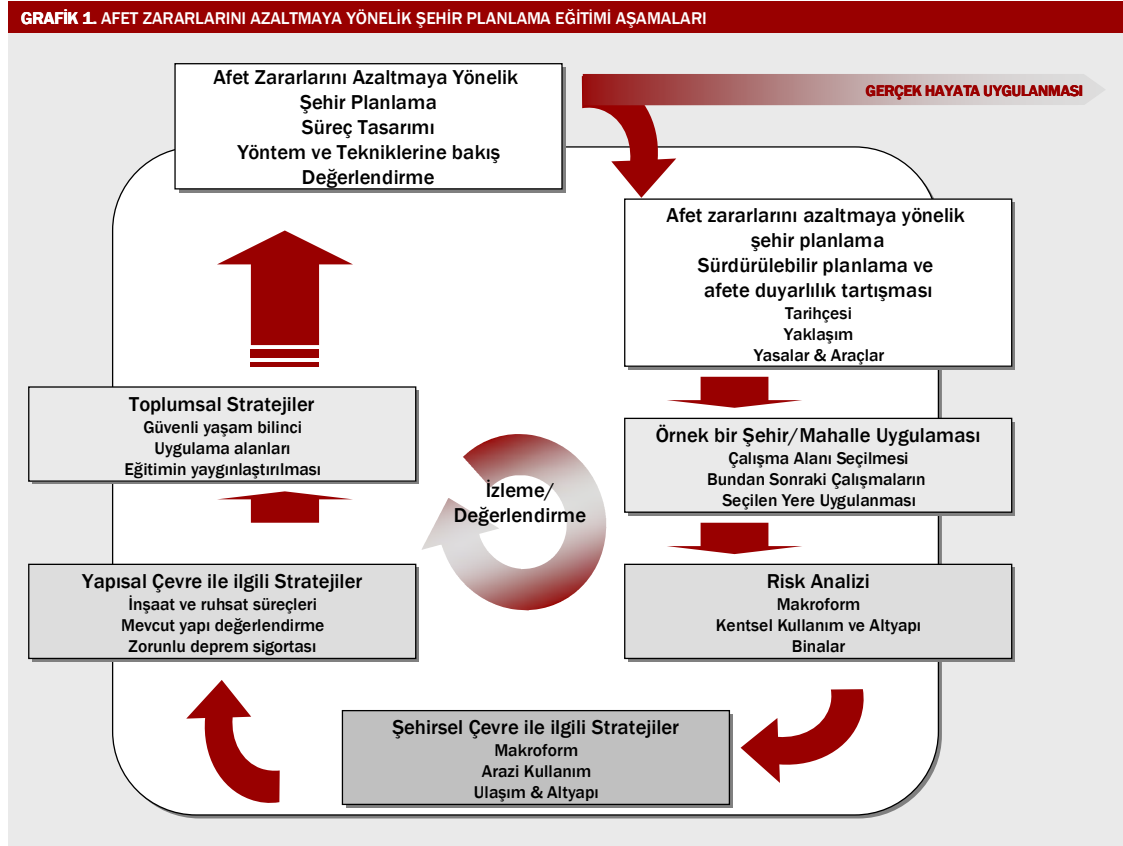 GRAFİK 1. AFET ZARARLARINI AZALTMAYA YÖNELİK ŞEHİR PLANLAMA EĞİTİMİ AŞAMALARI
Afet Zararlarını Azaltmaya Yönelik
Şehir Planlama
Süreç Tasarımı
Yöntem ve Tekniklerine bakış
Değerlendirme
GERÇEK HAYATA UYGULANMASI
Afet zararlarını azaltmaya yönelik
şehir planlama
Sürdürülebilir planlama ve
afete duyarlılık tartışması
Tarihçesi
Yaklaşım
Yasalar & Araçlar
Örnek bir Şehir/Mahalle Uygulaması
Çalışma Alanı Seçilmesi
Bundan Sonraki Çalışmaların
Seçilen Yere Uygulanması
Risk Analizi
Makroform
Kentsel Kullanım ve Altyapı
Binalar
Şehirsel Çevre ile ilgili Stratejiler
Makroform
Arazi Kullanım
Ulaşım & Altyapı
Yapısal Çevre ile ilgili Stratejiler
İnşaat ve ruhsat süreçleri
Mevcut yapı değerlendirme
Zorunlu deprem sigortası
Toplumsal Stratejiler
Güvenli yaşam bilinci
Uygulama alanları
Eğitimin yaygınlaştırılması
İzleme/
Değerlendirme